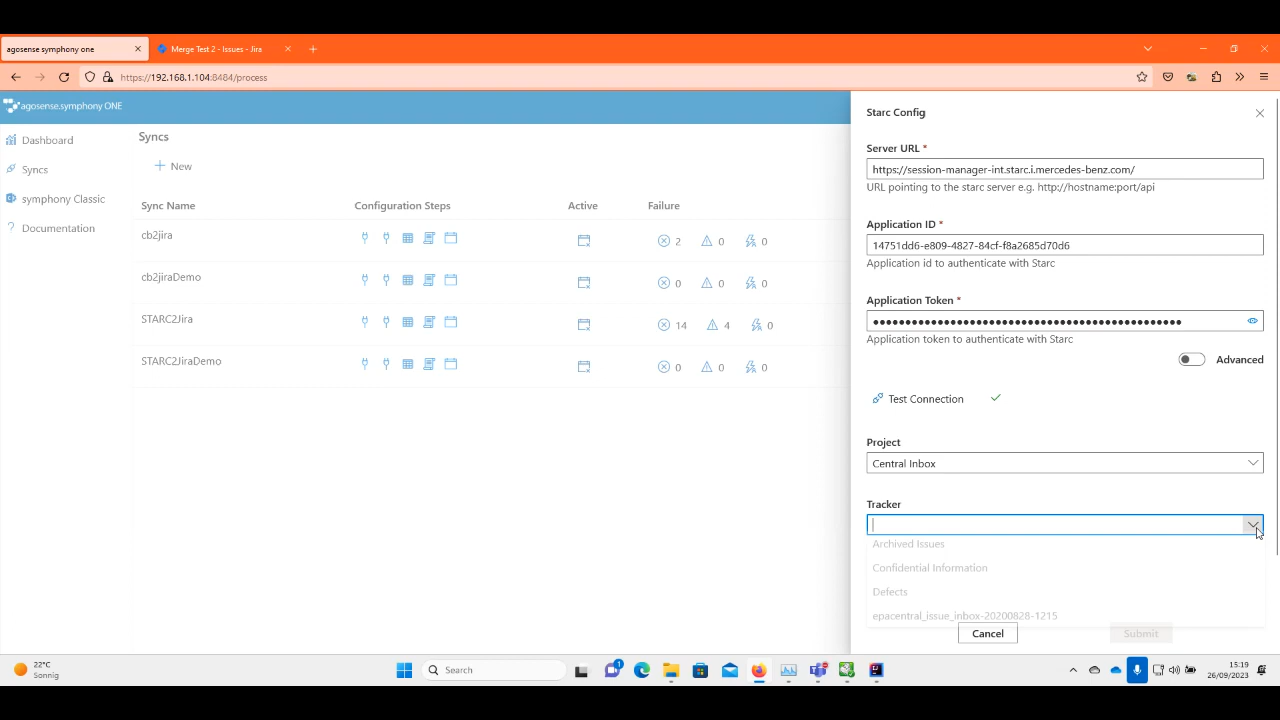 agosense symphony one
Merge Test 2 - Issues - Jira
https://192.168.1.104:8484/process
agosense.symphony ONE
Dashboard
Syncs
symphony Classic
Documentation
Syncs
New
Sync Name
Configuration Steps
Active
Failure
cb2jira
2
0
0
cb2jiraDemo
0
0
0
STARC2Jira
14
4
0
STARC2JiraDemo
0
0
0
Starc Config
Server URL *
https://session-manager-int.starc.i.mercedes-benz.com/
URL pointing to the starc server e.g. http://hostname:port/api
Application ID *
14751dd6-e809-4827-84cf-f8a2685d70d6
Application id to authenticate with Starc
Application Token *
Application token to authenticate with Starc
Advanced
Test Connection
Project
Central Inbox
Tracker
Archived Issues
Confidential Information
Defects
epacentral_issue_inbox-20200828-1215
Cancel
Submit
22°C
Sonnig
Search
1
15:19
26/09/2023